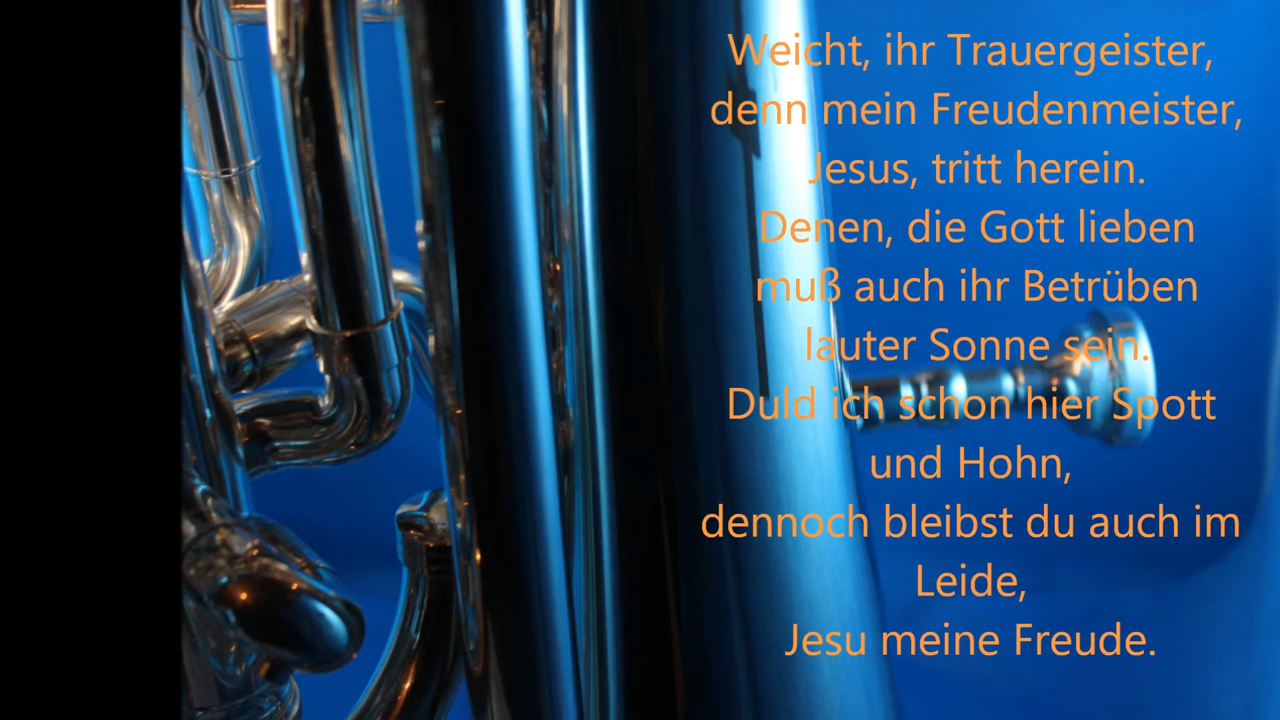 Weicht, ihr Trauergeister,
denn mein Freudenmeister,
Jesus, tritt herein.
Denen, die Gott lieben
muß auch ihr Betrüben
lauter Sonne sein.
Duld ich schon hier Spott
und Hohn,
dennoch bleibst du auch im
Leide,
Jesu meine Freude.